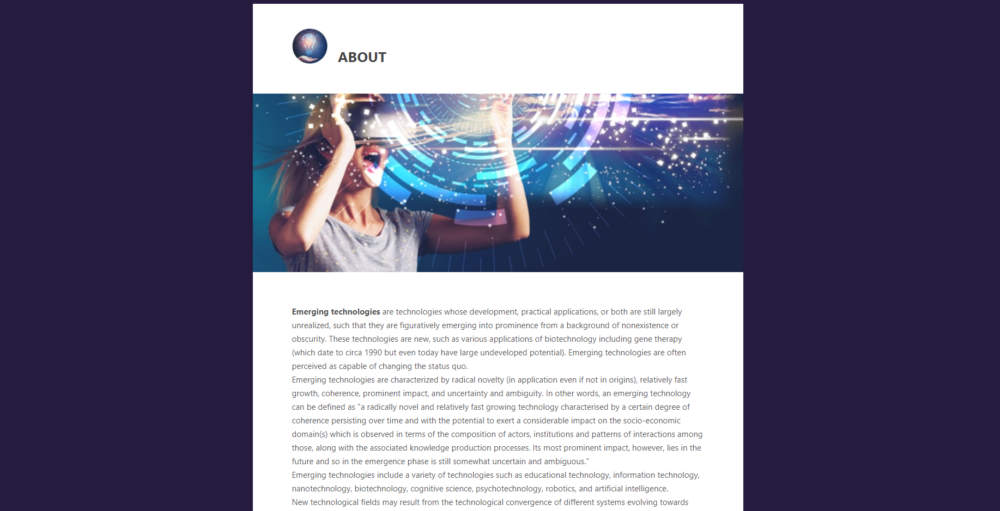 ABOUT
Emerging technologies are technologies whose development, practical applications, or both are still largely
unrealized, such that they are figuratively emerging into prominence from a background of nonexistence or
obscurity. These technologies are new, such as various applications of biotechnology including gene therapy
(which date to circa 1990 but even today have large undeveloped potential). Emerging technologies are often
perceived as capable of changing the status quo.
Emerging technologies are characterized by radical novelty (in application even if not in origins), relatively fast
growth, coherence, prominent impact, and uncertainty and ambiguity. In other words, an emerging technology
can be defined as "a radically novel and relatively fast growing technology characterised by a certain degree of
coherence persisting over time and with the potential to exert a considerable impact on the socio-economic
domain(s) which is observed in terms of the composition of actors, institutions and patterns of interactions among
those, along with the associated knowledge production processes. Its most prominent impact, however, lies in the
future and so in the emergence phase is still somewhat uncertain and ambiguous."
Emerging technologies include a variety of technologies such as educational technology, information technology,
nanotechnology, biotechnology, cognitive science, psychotechnology, robotics, and artificial intelligence.
New technological fields may result from the technological convergence of different systems evolving towards